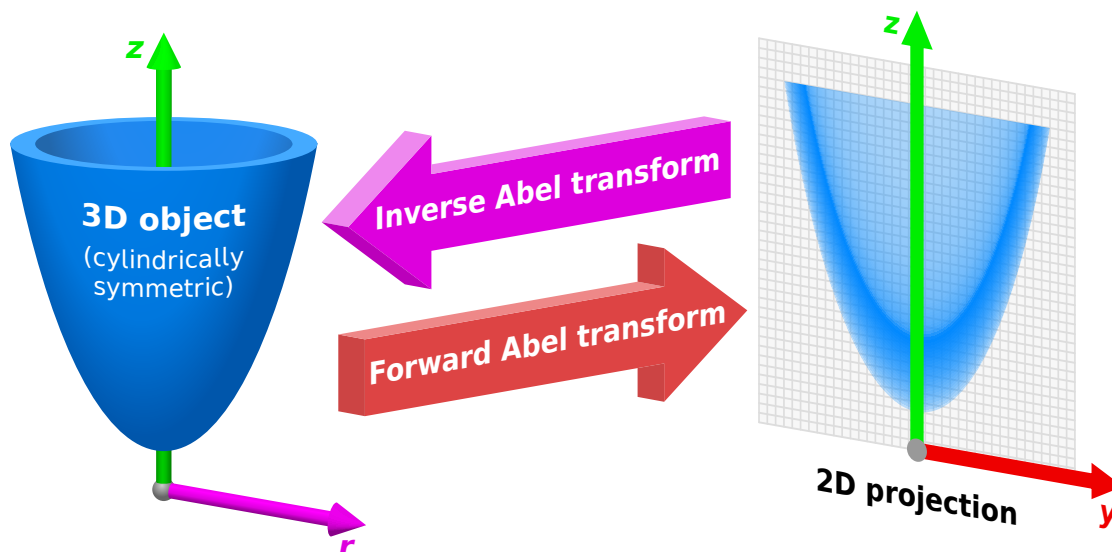 z
3D object
(cylindrically
symmetric)
r
Inverse Abel transform
Forward Abel transform
z
2D projection
y